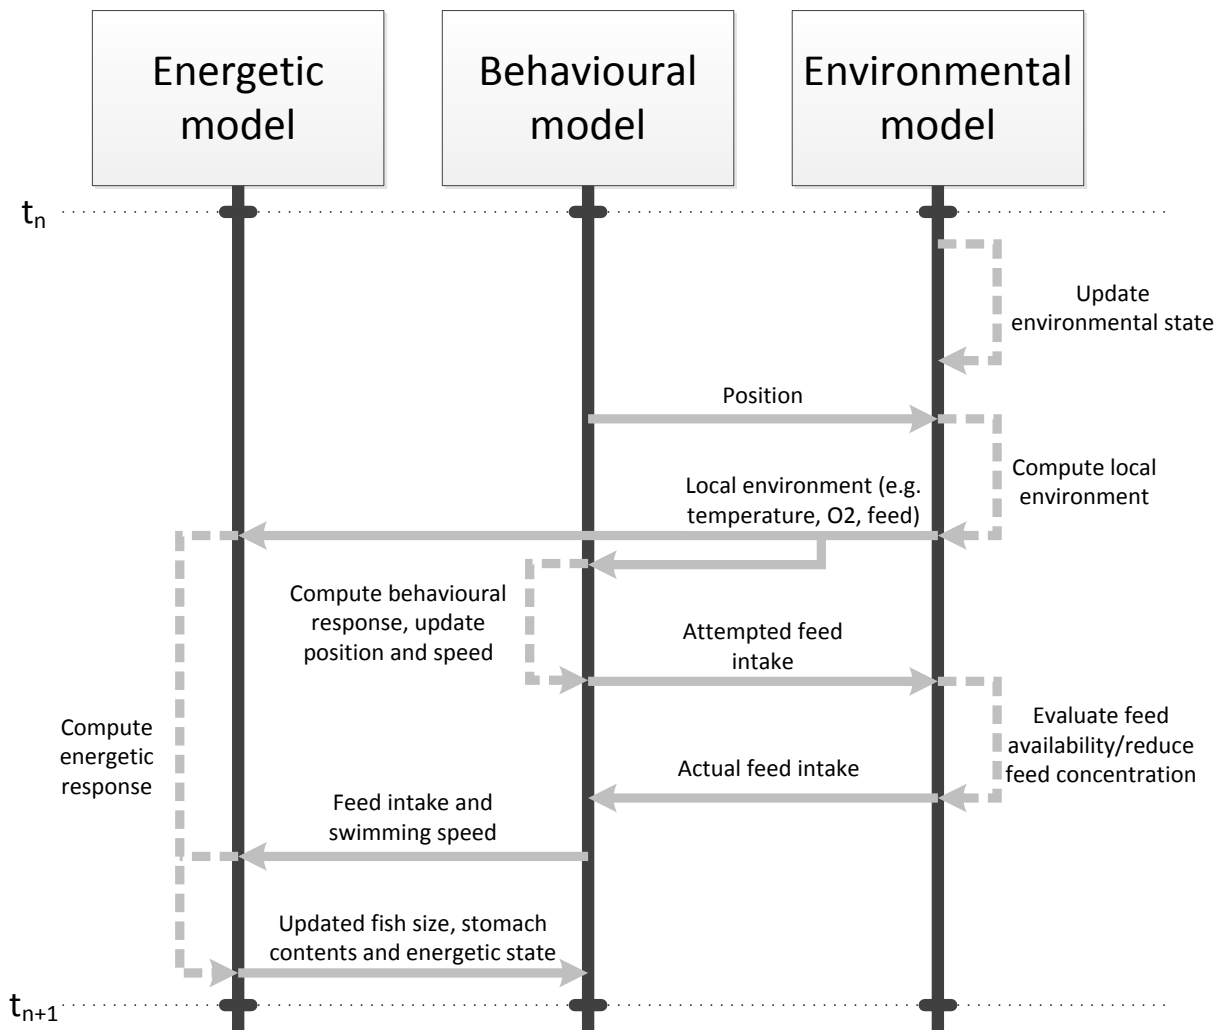 Energetic
model
Behavioural
model
Environmental
model
tn
Update
environmental state
Position
Compute local
environment
Local environment (e.g.
temperature, O2, feed)
Compute behavioural
response, update
position and speed
Attempted feed
intake
Compute
energetic
response
Evaluate feed
availability/reduce
feed concentration
Actual feed intake
Feed intake and
swimming speed
Updated fish size, stomach
contents and energetic state
tn+1